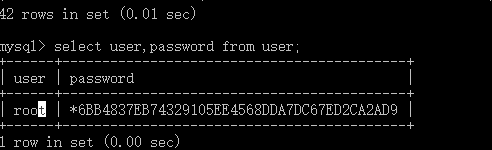 42 rows in set (0.01 sec)
mysql> select user,password from user;
+------+-------------------------------------------+
| user | password                                  |
+------+-------------------------------------------+
| root | *6BB4837EB74329105EE4568DDA7DC67ED2CA2AD9 |
+------+-------------------------------------------+
1 row in set (0.00 sec)